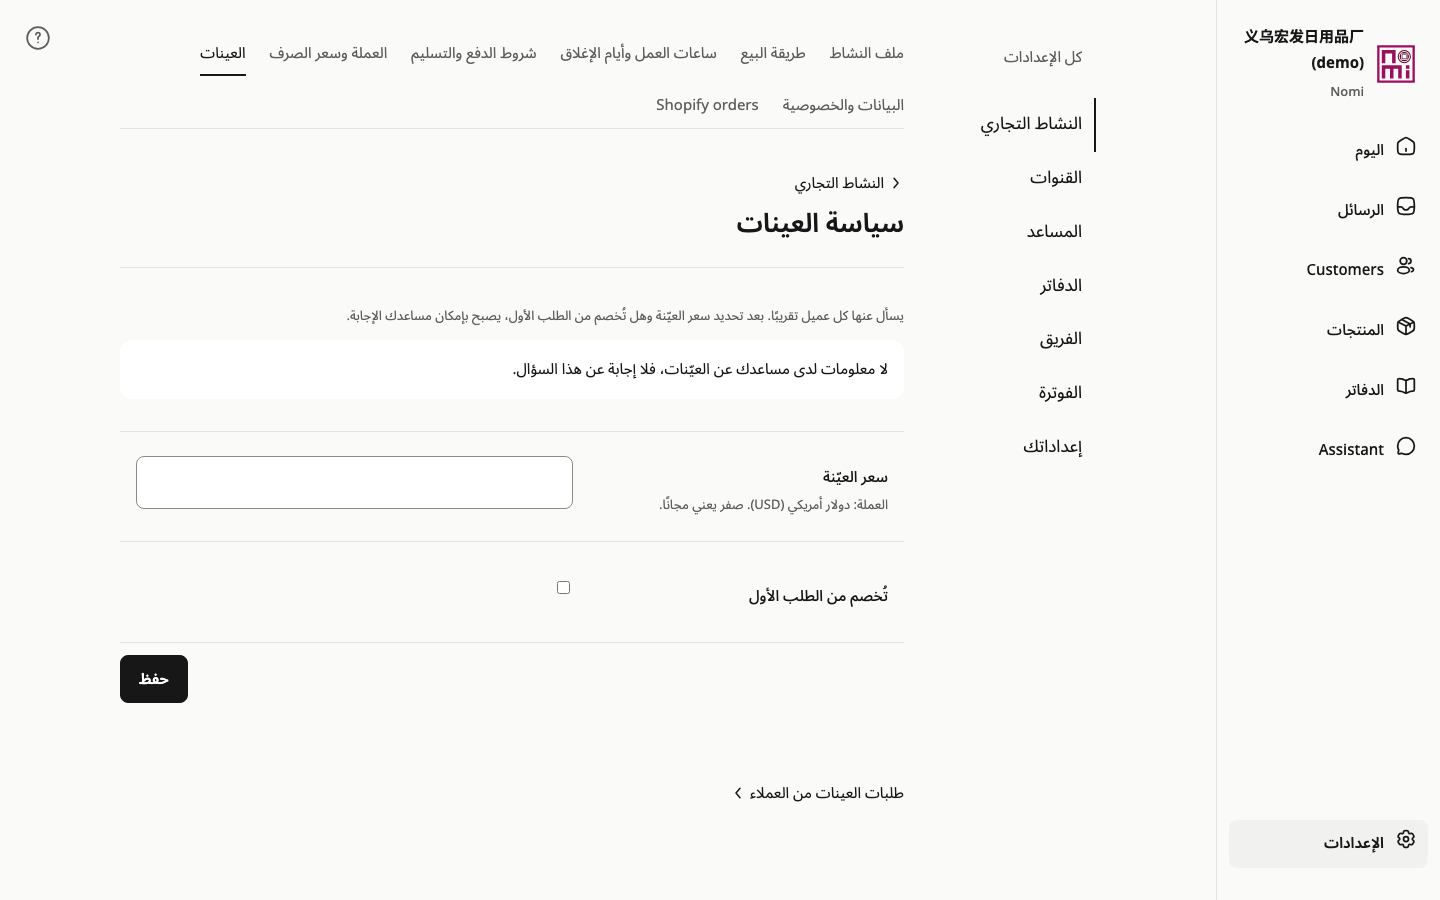 义乌宏发日用品厂
(demo)
Nomi
اليوم
الرسائل
Customers
المنتجات
الدفاتر
Assistant
الإعدادات
كل الإعدادات
النشاط التجاري
القنوات
المساعد
الدفاتر
الفريق
الفوترة
إعداداتك
ملف النشاط
طريقة البيع
ساعات العمل وأيام الإغلاق
شروط الدفع والتسليم
العملة وسعر الصرف
العينات
البيانات والخصوصية
Shopify orders
النشاط التجاري
سياسة العينات
يسأل عنها كل عميل تقريبًا. بعد تحديد سعر العيّنة وهل تُخصم من الطلب الأول، يصبح بإمكان مساعدك الإجابة.
لا معلومات لدى مساعدك عن العيّنات، فلا إجابة عن هذا السؤال.
سعر العيّنة
العملة: دولار أمريكي (USD). صفر يعني مجانًا.
تُخصم من الطلب الأول
حفظ
طلبات العينات من العملاء